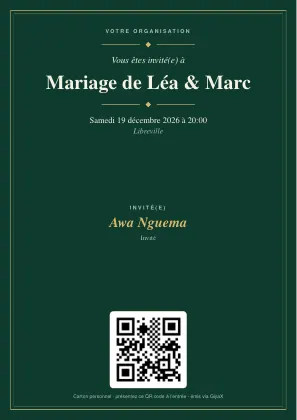 VOTRE ORGANISATION
Vous êtes invité(e) à
Mariage de Léa & Marc
Samedi 19 décembre 2026 à 20:00
Libreville
INVITÉ(E)
Awa Nguema
Invité
Carton personnel · présentez ce QR code à l'entrée · émis via GjipiX